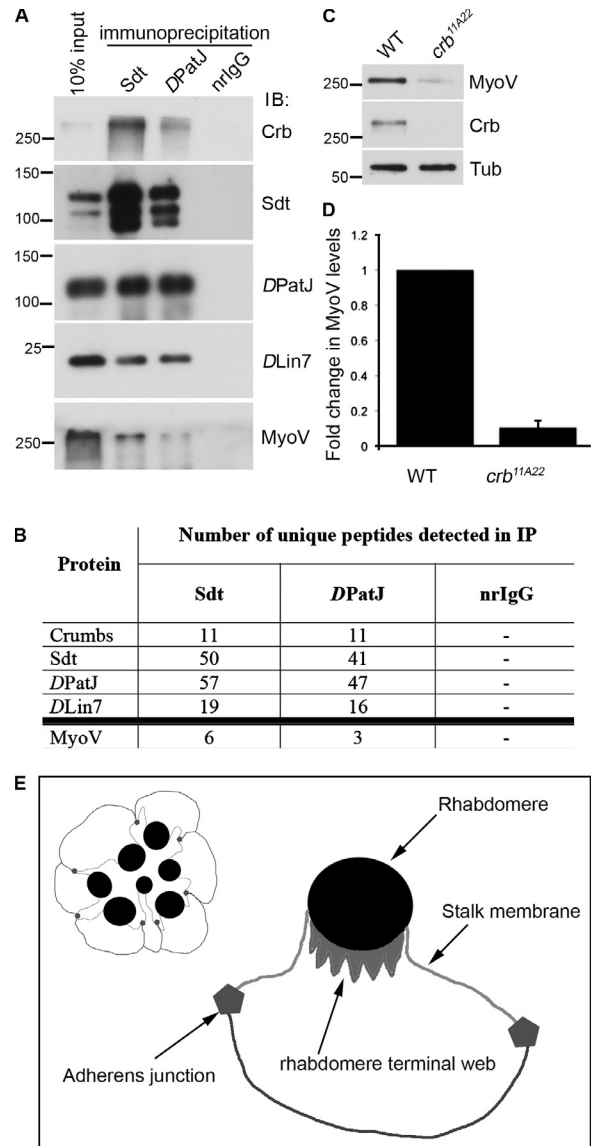 A
immunoprecipitation
10% input
Sdt
DPatJ
nrIgG
IB:
250
Crb
150
100
Sdt
150
100
DPatJ
25
DLin7
250
MyoV
C
WT
crb11A22
250
MyoV
250
Crb
50
Tub
D
Fold change in MyoV levels
1.2
1
0.8
0.6
0.4
0.2
0
WT
crb11A22
B
Protein
Number of unique peptides detected in IP
Sdt DPatJ nrIgG
Crumbs 11 11 -
Sdt 50 41 -
DPatJ 57 47 -
DLin7 19 16 -
MyoV 6 3 -
E
Rhabdomere
Stalk membrane
rhabdomere terminal web
Adherens junction